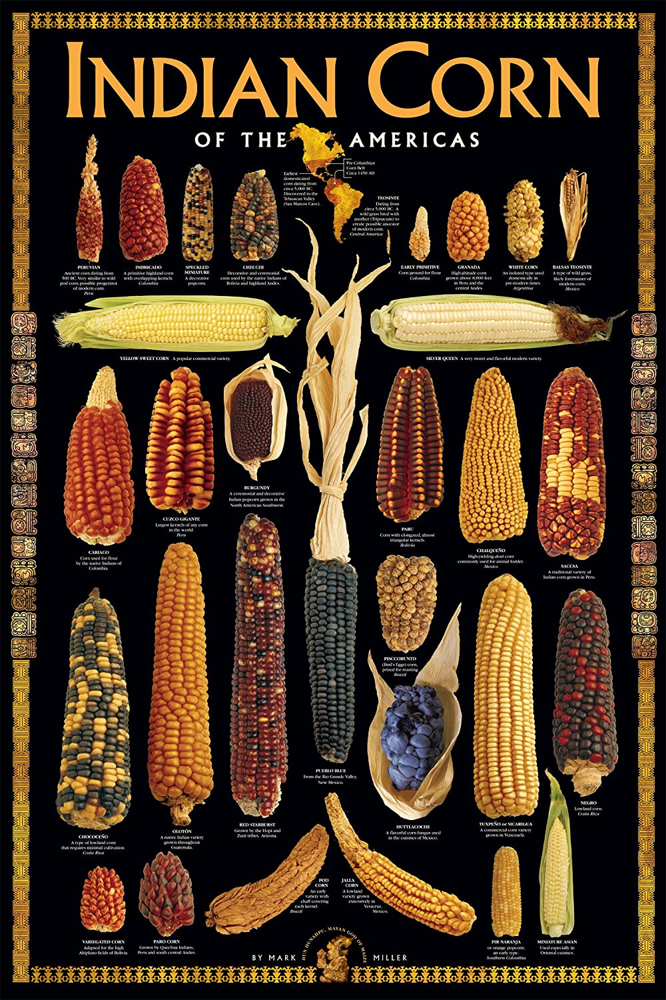 INDIAN CORN
OF THE AMERICAS
Pre-Columbian
Corn Belt
Circa 1450 AD
Earliest
domesticated
corn dating from
circa 5,000 BC.
Discovered in the
Tehuacan Valley
(San Marcos Cave).
TEOSINTE
Dating from
circa 5,000 BC. A
wild grass bred with
another (Tripsacum) to
create possible ancestor
of modern corn.
Central America
PERUVIAN
Ancient corn dating from
500 BC. Very similar to wild
pod corn, possible progenitor
of modern corn.
Peru
IMBRICADO
A primitive highland corn
with overlapping kernels.
Colombia
SPECKLED
MINIATURE
A decorative
popcorn.
CHECCHI
Decorative and ceremonial
corn used by the native Indians of
Bolivia and highland Andes.
EARLY PRIMITIVE
Corn ground for flour.
Colombia.
GRANADA
High-altitude corn
grown above 8,000 feet
in Peru and the
central Andes
WHITE CORN
An isolated type used
domestically in
pre-modern times.
Argentina
BALSAS TEOSINTE
A type of wild grass,
likely forerunner of
modern corn.
Mexico
YELLOW SWEET CORN A popular commercial variety.
SILVER QUEEN A very sweet and flavorful modern variety.
CARIACO
Corn used for flour
by the native Indians of
Colombia.
CUZCO GIGANTE
Largest kernels of any corn
in the world.
Peru
BURGUNDY
A ceremonial and decorative
Indian popcorn grown in the
North American Southwest.
PARU
Corn with elongated, almost
triangular kernels.
Bolivia
CHALQUEÑO
High-yielding dent corn
commonly used for animal fodder.
Mexico
SACCSA
A traditional variety of
Indian corn grown in Peru.
PISCCORUNTO
(Bird's Eggs) corn,
prized for roasting
Brazil
PUEBLO BLUE
From the Rio Grande Valley,
New Mexico.
CHOCOCEÑO
A type of lowland corn
that requires minimal cultivation.
Costa Rica
OLOTÓN
A native Indian variety
grown throughout
Guatemala.
RED STARBURST
Grown by the Hopi and
Zuni tribes, Arizona.
HUITLACOCHE
A flavorful corn fungus used
in the cuisines of Mexico.
TUXPEÑO or SICARIGUA
A commercial corn variety
grown in Venezuela.
NEGRO
Lowland corn.
Costa Rica
POD
CORN
An early
variety with
chaff covering
each kernel.
Brazil
JALLA
CORN
A lowland
variety grown
extensively in
Veracruz,
Mexico.
VARIEGATED CORN
Adapted for the high
Altiplano fields of Bolivia.
PARO CORN
Grown by Quechua Indians,
Peru and south central Andes.
PIR NARANJA
or orange popcorn;
an early type.
Southern Colombia
MINIATURE ASIAN
Used especially in
Oriental cuisines.
HUN HUNAHPU, MAYAN GOD OF MAIZE
BY MARK MILLER